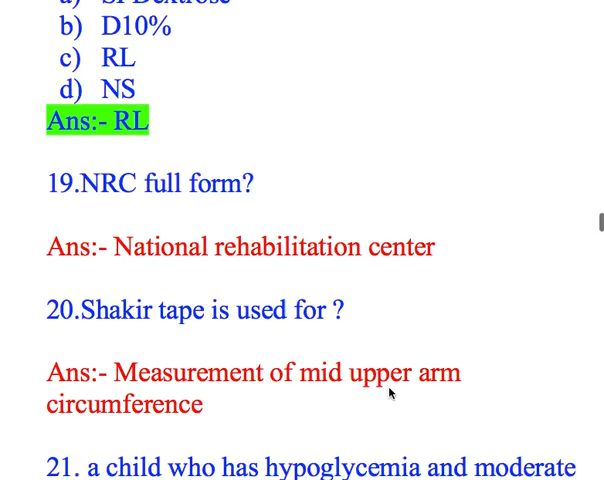 b) D10%
c) RL
d) NS
Ans:- RL
19.NRC full form?
Ans:- National rehabilitation center
20.Shakir tape is used for ?
Ans:- Measurement of mid upper arm
circumference
21. a child who has hypoglycemia and moderate